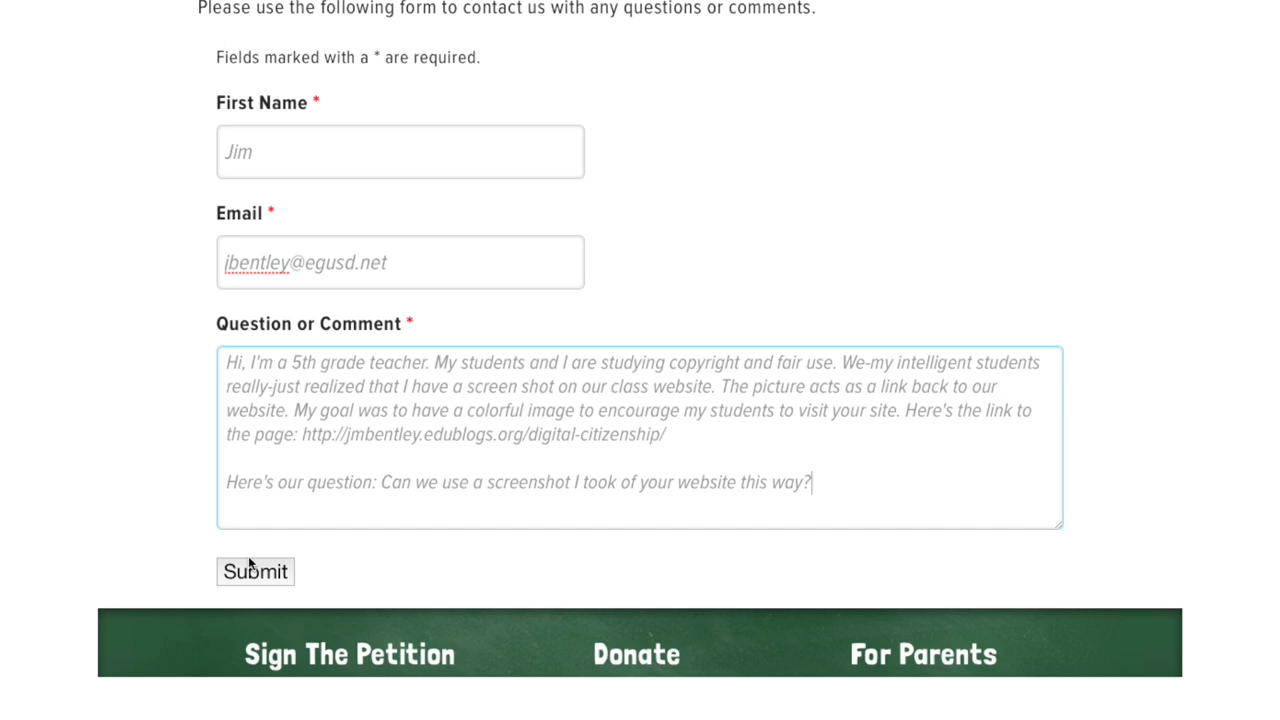 Please use the following form to contact us with any questions or comments.
Fields marked with a * are required.
First Name *
Jim
Email *
jbentley@egusd.net
Question or Comment *
Hi, I'm a 5th grade teacher. My students and I are studying copyright and fair use. We-my intelligent students
really-just realized that I have a screen shot on our class website. The picture acts as a link back to our
website. My goal was to have a colorful image to encourage my students to visit your site. Here's the link to
the page: http://jmbentley.edublogs.org/digital-citizenship/
Here's our question: Can we use a screenshot I took of your website this way?
Submit
Sign The Petition Donate For Parents